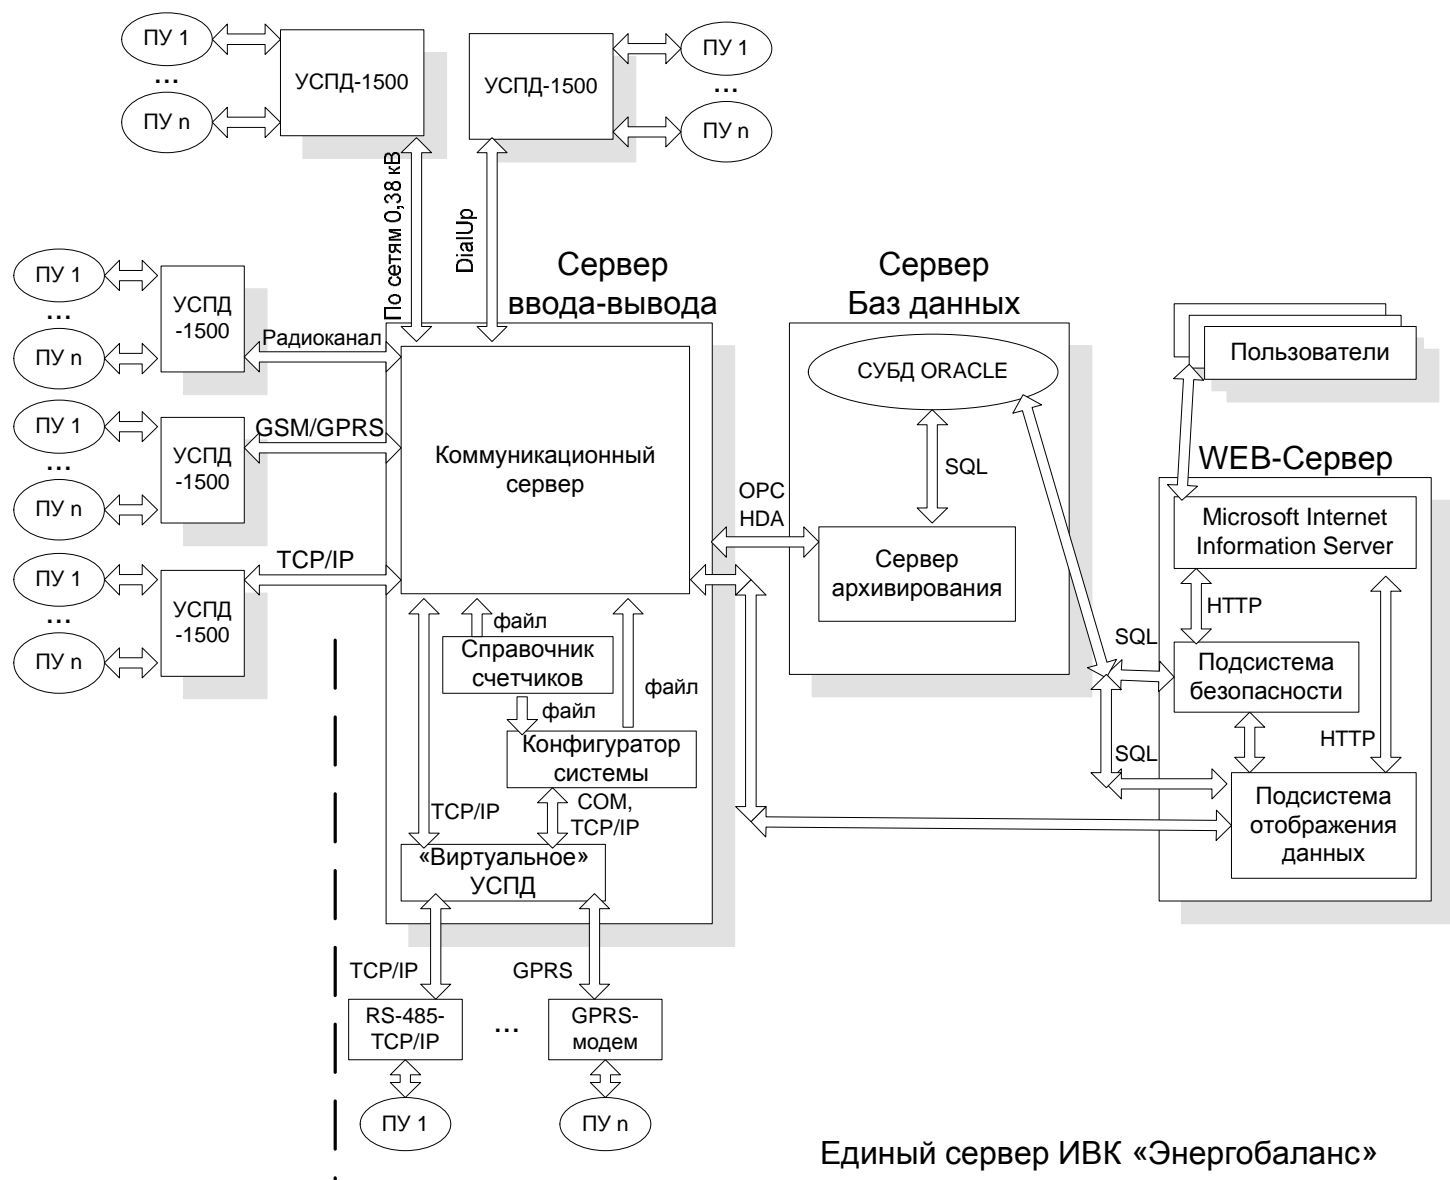 ПУ 1
...
ПУ n
УСПД-1500
УСПД-1500
ПУ 1
...
ПУ n
По сетям 0,38 кВ
DialUp
ПУ 1
...
ПУ n
УСПД
-1500
Радиоканал
ПУ 1
...
ПУ n
УСПД
-1500
GSM/GPRS
ПУ 1
...
ПУ n
УСПД
-1500
TCP/IP
Сервер
ввода-вывода
Коммуникационный
сервер
файл
Справочник
счетчиков
файл
файл
Конфигуратор
системы
TCP/IP
COM,
TCP/IP
«Виртуальное»
УСПД
TCP/IP
GPRS
RS-485-
TCP/IP
...
GPRS-
модем
ПУ 1
ПУ n
Сервер
Баз данных
СУБД ORACLE
SQL
OPC
HDA
Сервер
архивирования
Пользователи
WEB-Сервер
Microsoft Internet
Information Server
HTTP
SQL
Подсистема
безопасности
SQL
HTTP
Подсистема
отображения
данных
Единый сервер ИВК «Энергобаланс»